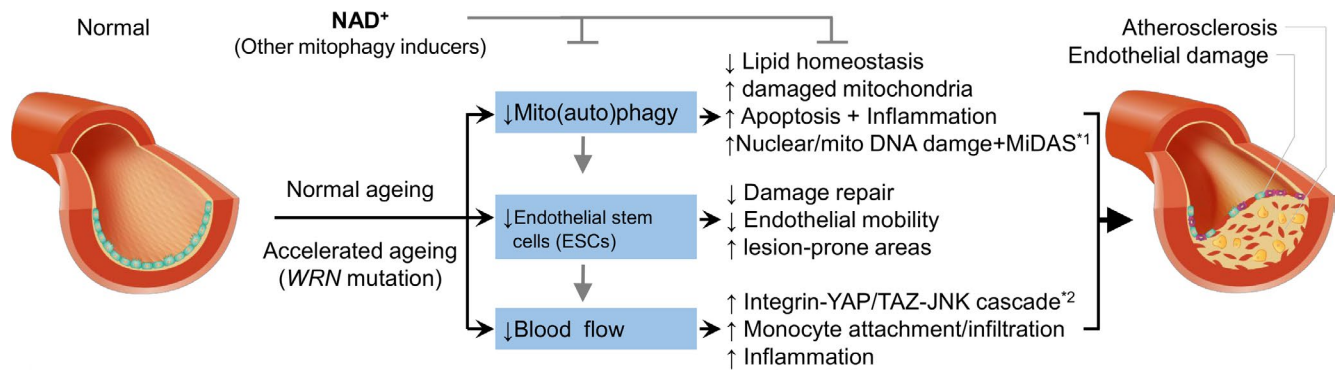 Normal
NAD⁺
(Other mitophagy inducers)
Atherosclerosis
Endothelial damage
↓Mito(auto)phagy
↓ Lipid homeostasis
↑ damaged mitochondria
↑ Apoptosis + Inflammation
↑Nuclear/mito DNA damge+MiDAS*1
Normal ageing
Accelerated ageing
(WRN mutation)
↓Endothelial stem
cells (ESCs)
↓ Damage repair
↓ Endothelial mobility
↑ lesion-prone areas
↓Blood flow
↑ Integrin-YAP/TAZ-JNK cascade*2
↑ Monocyte attachment/infiltration
↑ Inflammation